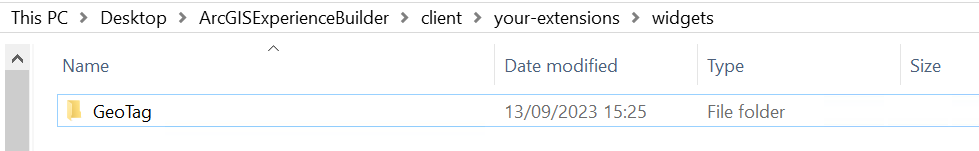 This PC > Desktop > ArcGISExperienceBuilder > client > your-extensions > widgets
Name Date modified Type Size
GeoTag 13/09/2023 15:25 File folder